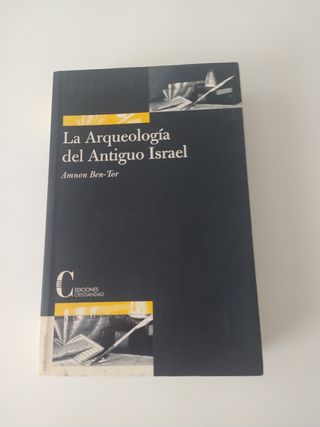 La Arqueología
del Antiguo Israel
Amnon Ben-Tor
C EDICIONES
CRISTIANDAD